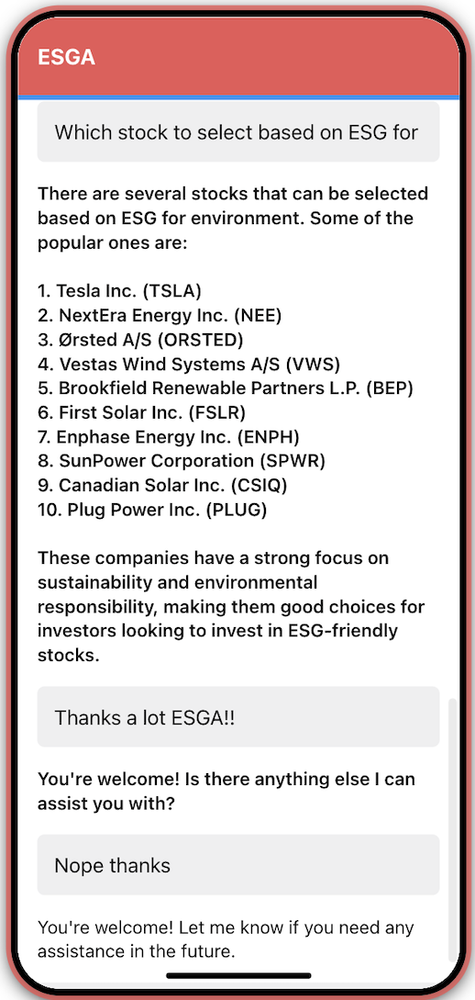 ESGA
Which stock to select based on ESG for
There are several stocks that can be selected
based on ESG for environment. Some of the
popular ones are:
1. Tesla Inc. (TSLA)
2. NextEra Energy Inc. (NEE)
3. Ørsted A/S (ORSTED)
4. Vestas Wind Systems A/S (VWS)
5. Brookfield Renewable Partners L.P. (BEP)
6. First Solar Inc. (FSLR)
7. Enphase Energy Inc. (ENPH)
8. SunPower Corporation (SPWR)
9. Canadian Solar Inc. (CSIQ)
10. Plug Power Inc. (PLUG)
These companies have a strong focus on
sustainability and environmental
responsibility, making them good choices for
investors looking to invest in ESG-friendly
stocks.
Thanks a lot ESGA!!
You're welcome! Is there anything else I can
assist you with?
Nope thanks
You're welcome! Let me know if you need any
assistance in the future.